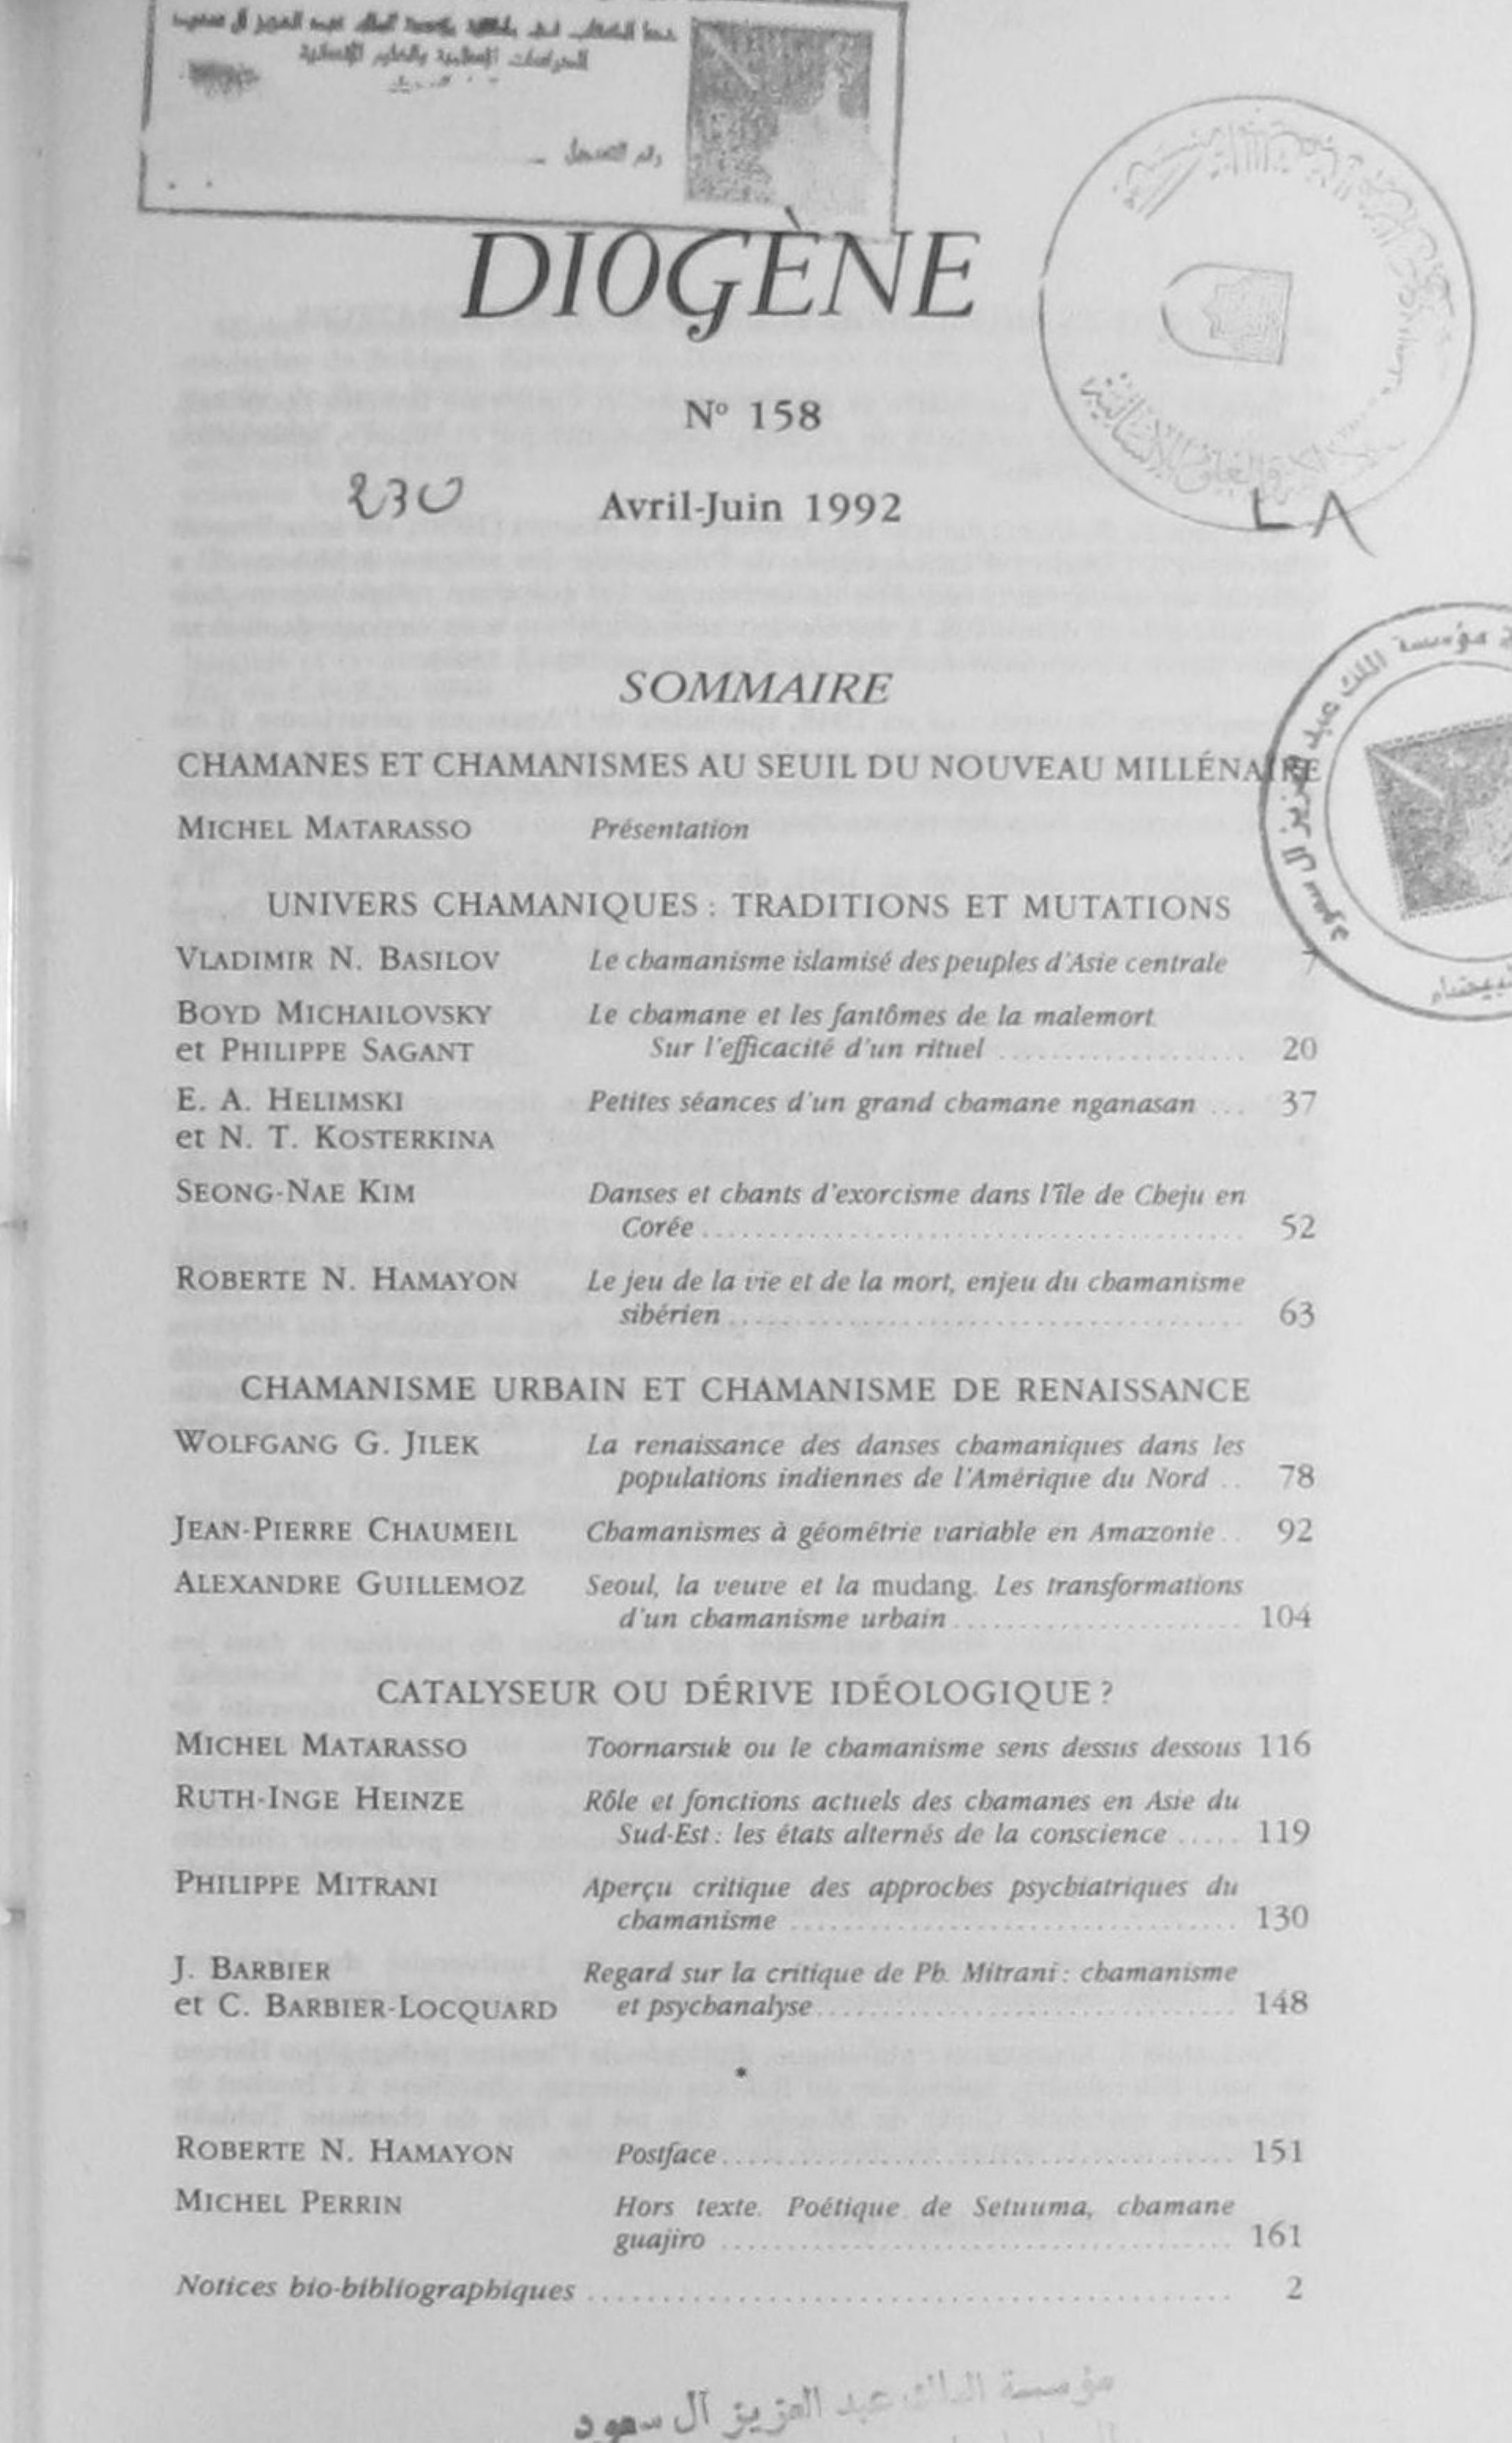 رقم التسجيل
DIOGÈNE
Nº 158
230
Avril-Juin 1992
LA
مؤسسة الملك عبد العزيز آل سعود
SOMMAIRE
CHAMANES ET CHAMANISMES AU SEUIL DU NOUVEAU MILLÉNAIRE
MICHEL MATARASSO Présentation
UNIVERS CHAMANIQUES : TRADITIONS ET MUTATIONS
VLADIMIR N. BASILOV Le chamanisme islamisé des peuples d'Asie centrale 7
BOYD MICHAILOVSKY Le chamane et les fantômes de la malemort
et PHILIPPE SAGANT Sur l'efficacité d'un rituel .................. 20
E. A. HELIMSKI Petites séances d'un grand chamane nganasan ... 37
et N. T. KOSTERKINA
SEONG-NAE KIM Danses et chants d'exorcisme dans l'île de Cheju en
Corée ........................................ 52
ROBERTE N. HAMAYON Le jeu de la vie et de la mort, enjeu du chamanisme
sibérien ...................................... 63
CHAMANISME URBAIN ET CHAMANISME DE RENAISSANCE
WOLFGANG G. JILEK La renaissance des danses chamaniques dans les
populations indiennes de l'Amérique du Nord .. 78
JEAN-PIERRE CHAUMEIL Chamanismes à géométrie variable en Amazonie .. 92
ALEXANDRE GUILLEMOZ Seoul, la veuve et la mudang. Les transformations
d'un chamanisme urbain ..................... 104
CATALYSEUR OU DÉRIVE IDÉOLOGIQUE ?
MICHEL MATARASSO Toornarsuk ou le chamanisme sens dessus dessous 116
RUTH-INGE HEINZE Rôle et fonctions actuels des chamanes en Asie du
Sud-Est : les états alternés de la conscience ..... 119
PHILIPPE MITRANI Aperçu critique des approches psychiatriques du
chamanisme ................................. 130
J. BARBIER Regard sur la critique de Ph. Mitrani : chamanisme
et C. BARBIER-LOCQUARD et psychanalyse ............................... 148
*
ROBERTE N. HAMAYON Postface ...................................... 151
MICHEL PERRIN Hors texte. Poétique de Setuuma, chamane
guajiro ...................................... 161
Notices bio-bibliographiques ............................................... 2
مؤسسة الملك عبد العزيز آل سعود